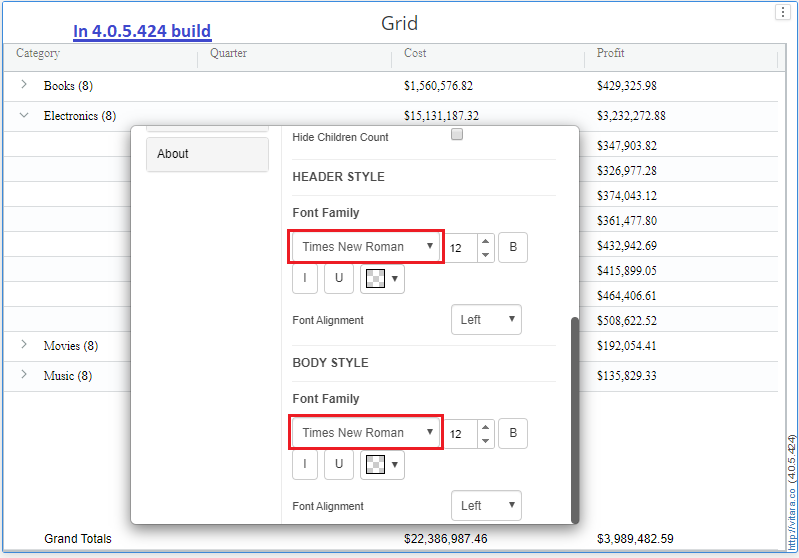 In 4.0.5.424 build
Grid
Category Quarter Cost Profit
Books (8) $1,560,576.82 $429,325.98
Electronics (8) $15,131,187.32 $3,232,272.88
About
Hide Children Count
$347,903.82
HEADER STYLE
$326,977.28
$374,043.12
Font Family
$361,477.80
Times New Roman 12 B
$432,942.69
I U
$415,899.05
$464,406.61
Font Alignment Left
$508,622.52
Movies (8) $192,054.41
BODY STYLE
Music (8) $135,829.33
Font Family
Times New Roman 12 B
I U
Font Alignment Left
Grand Totals $22,386,987.46 $3,989,482.59
http://vitara.co (4.0.5.424)